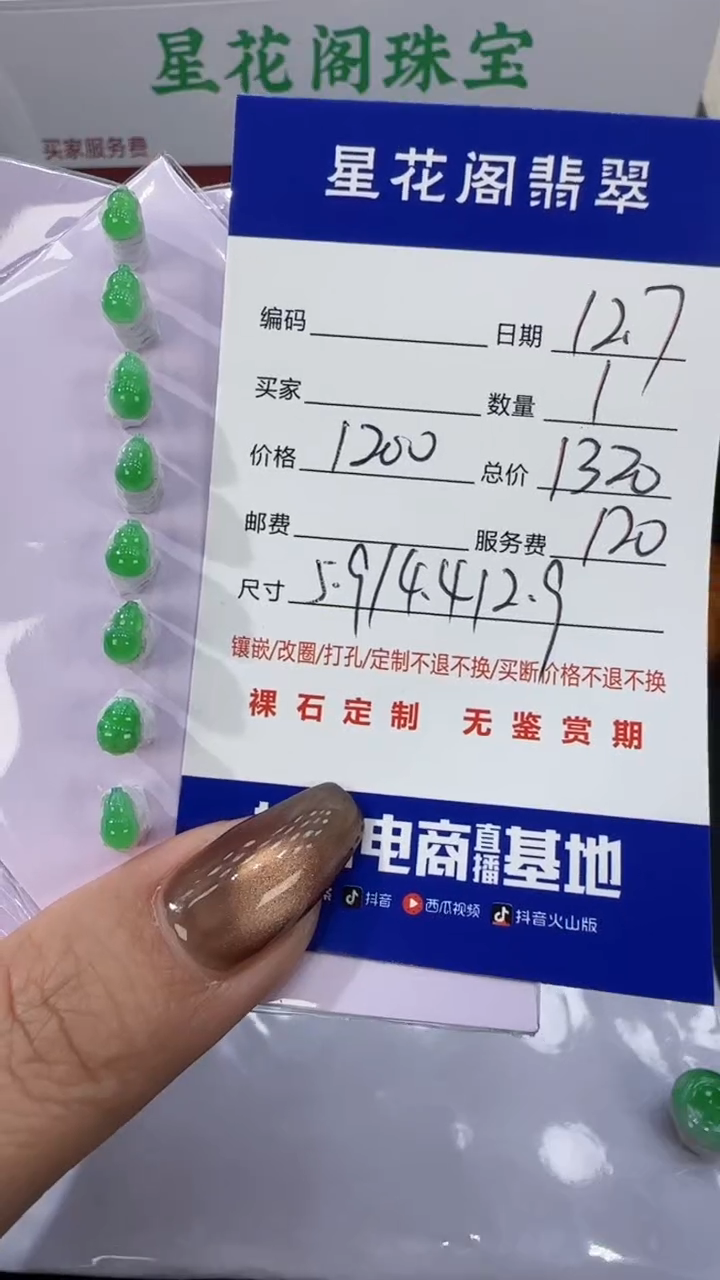 星花阁珠宝
买家服务费
星花阁翡翠
编码 日期 12.7
买家 数量 1
价格 1200 总价 1320
邮费 服务费 120
尺寸 5.9/4.4/2.9
镶嵌/改圈/打孔/定制不退不换/买断价格不退不换
裸石定制 无鉴赏期
电商直播基地
抖音 西瓜视频 抖音火山版